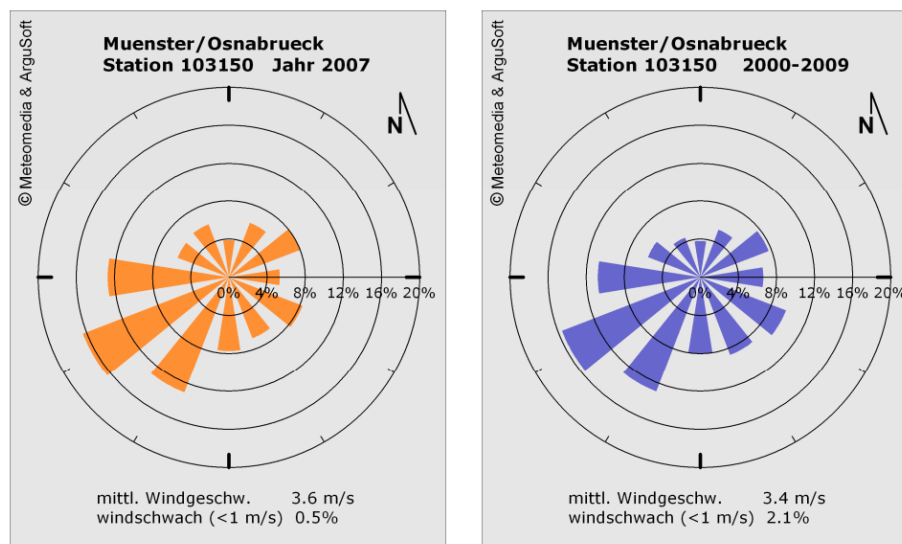 © Meteomedia & ArguSoft
Muenster/Osnabrueck
Station 103150 Jahr 2007
N
0% 4% 8% 12% 16% 20%
mittl. Windgeschw. 3.6 m/s
windschwach (<1 m/s) 0.5%
© Meteomedia & ArguSoft
Muenster/Osnabrueck
Station 103150 2000-2009
N
0% 4% 8% 12% 16% 20%
mittl. Windgeschw. 3.4 m/s
windschwach (<1 m/s) 2.1%